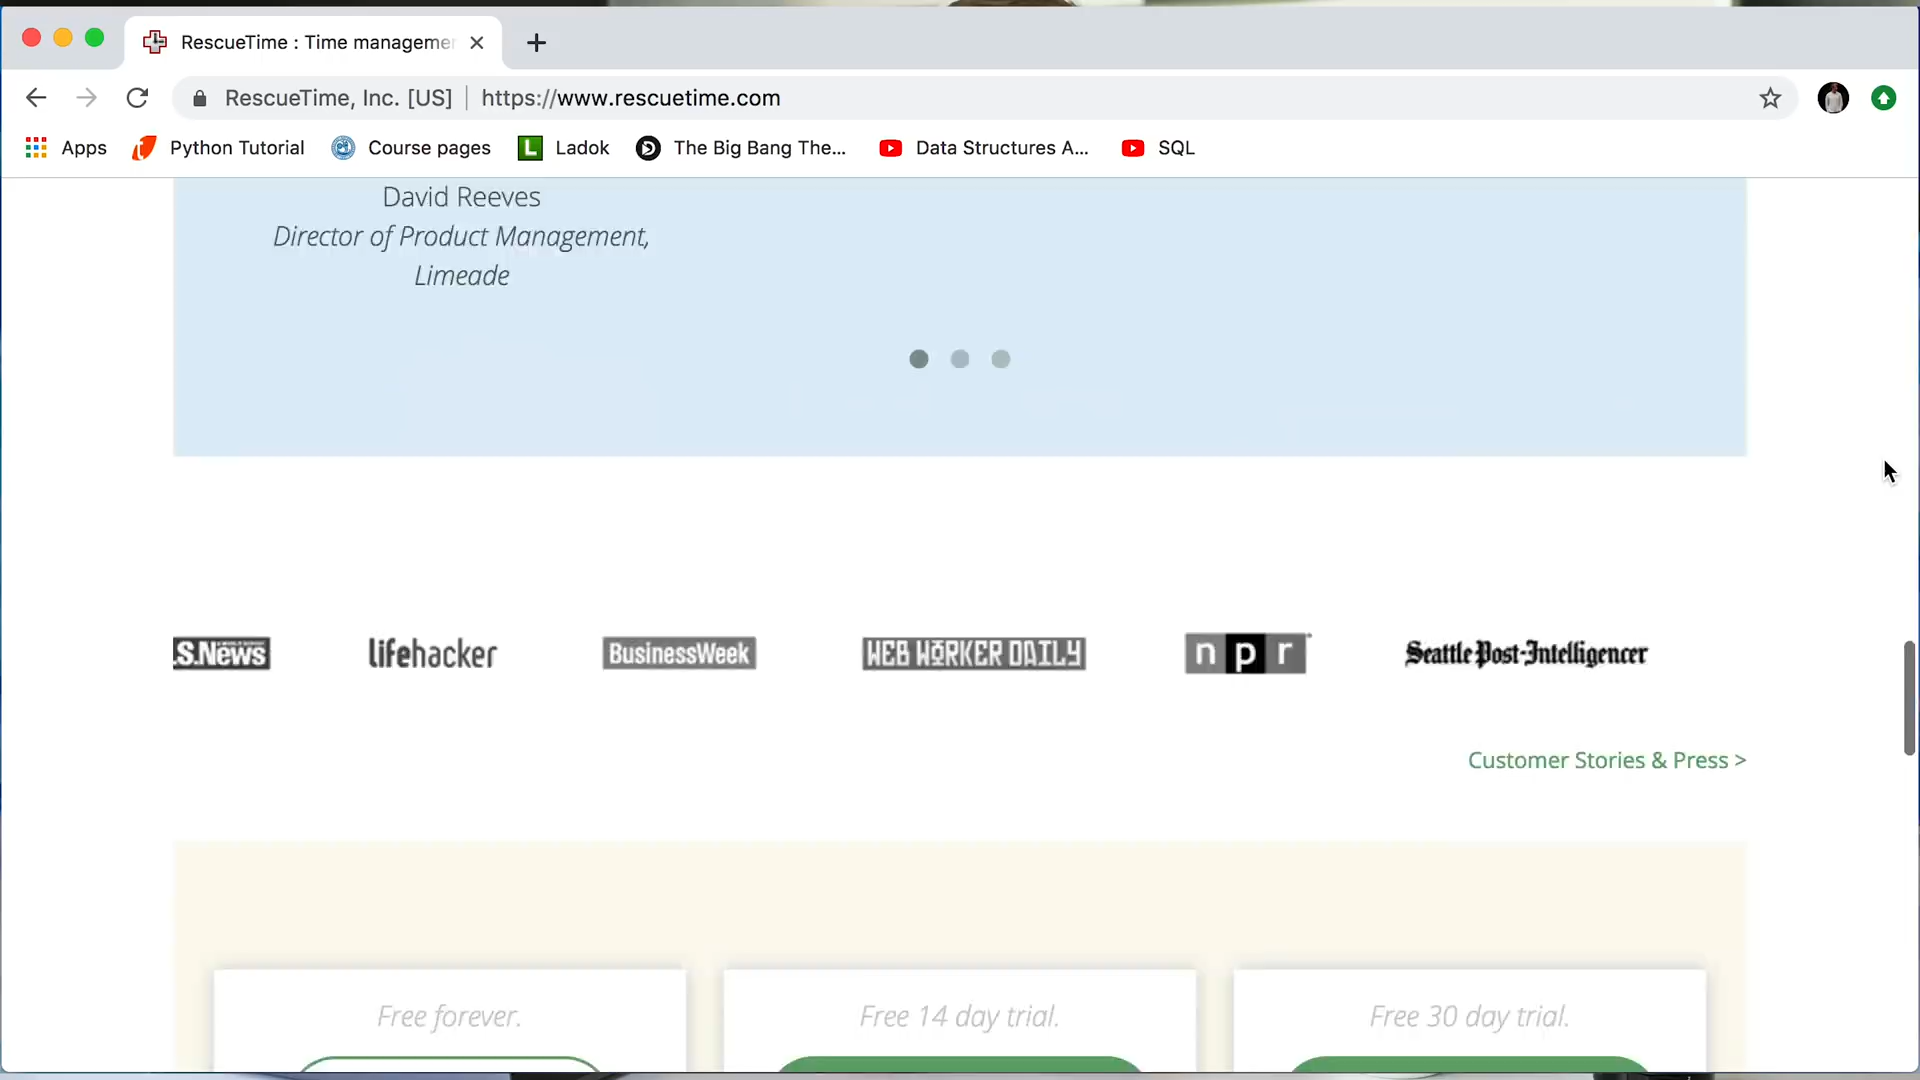 RescueTime : Time manageme
RescueTime, Inc. [US] | https://www.rescuetime.com
Apps Python Tutorial Course pages L Ladok The Big Bang The... Data Structures A... SQL
David Reeves
Director of Product Management,
Limeade
.S.News lifehacker BusinessWeek WEB WORKER DAILY npr Seattle Post-Intelligencer
Customer Stories & Press >
Free forever. Free 14 day trial. Free 30 day trial.